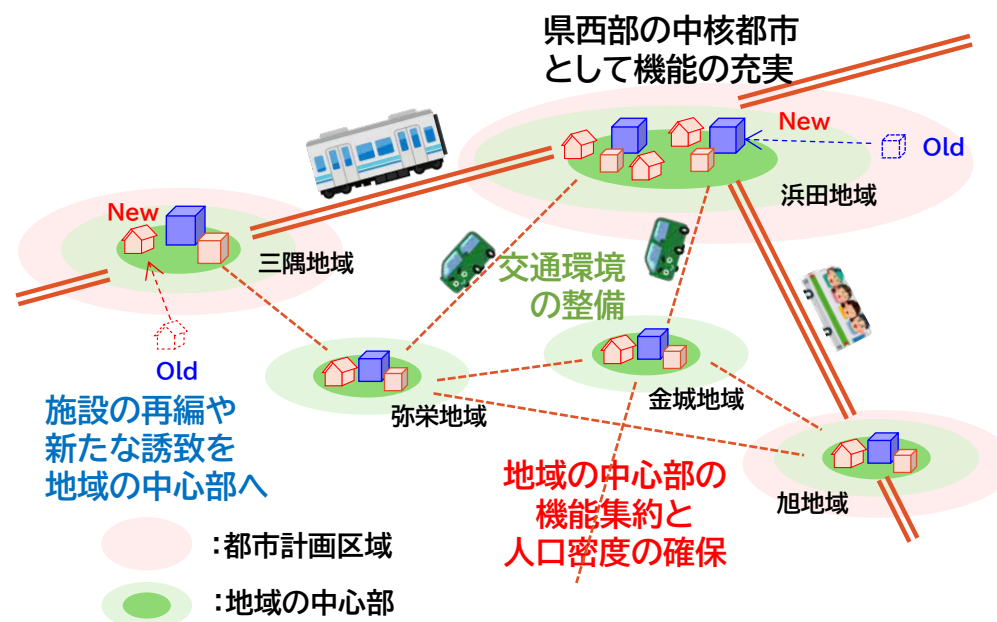 県西部の中核都市
として機能の充実
New
Old
浜田地域
New
三隅地域
交通環境
の整備
Old
弥栄地域
金城地域
施設の再編や
新たな誘致を
地域の中心部へ
地域の中心部の
機能集約と
人口密度の確保
旭地域
：都市計画区域
：地域の中心部